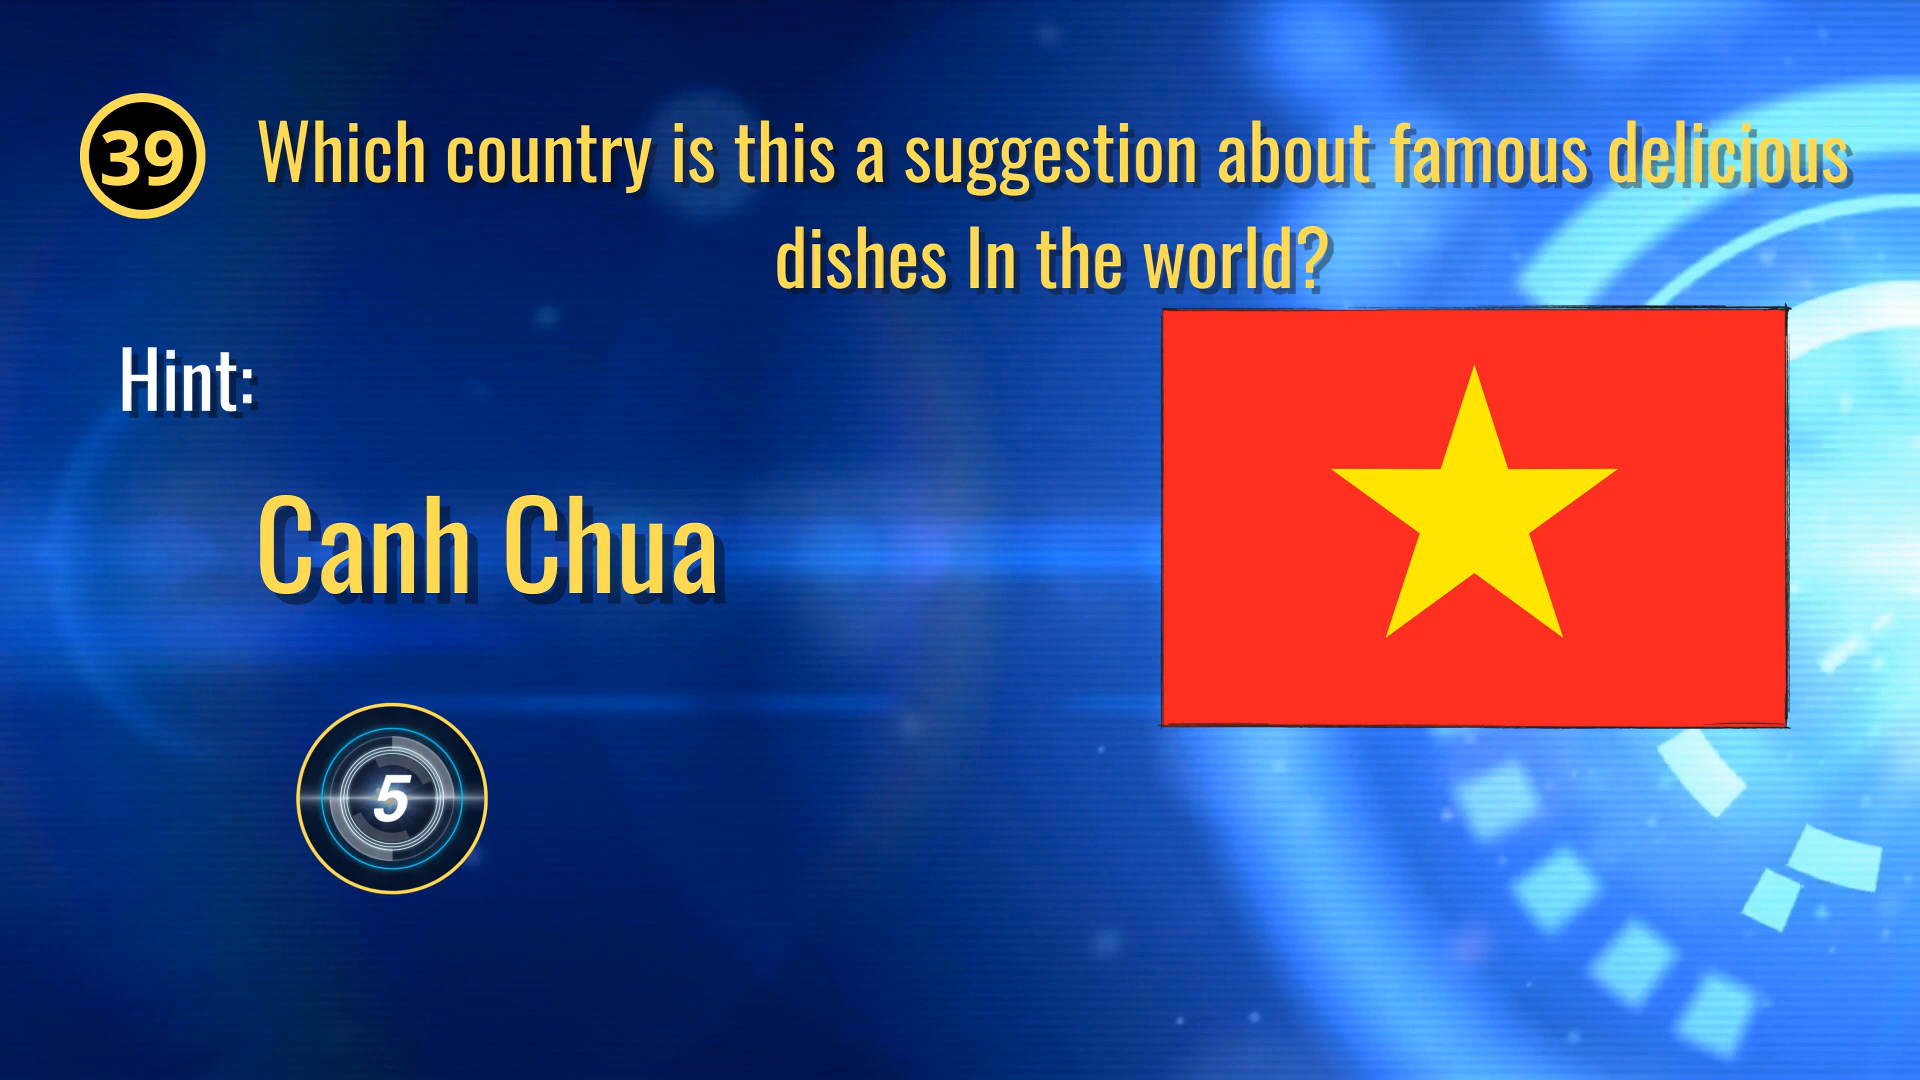 39
Which country is this a suggestion about famous delicious
dishes In the world?
Hint:
Canh Chua
5